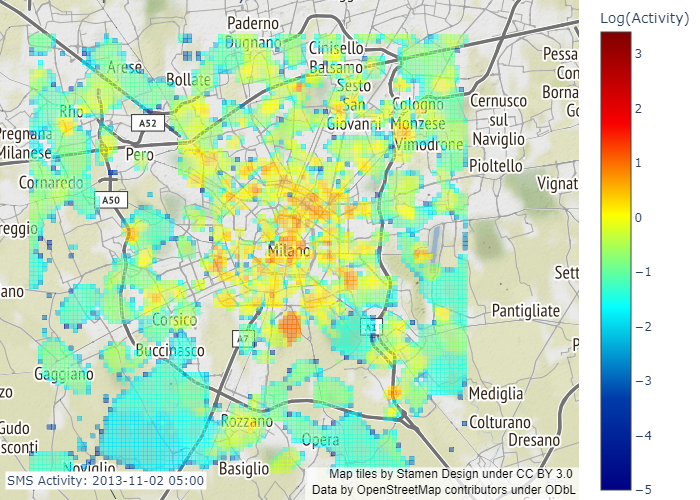 Log(Activity)
3
2
1
0
−1
−2
−3
−4
−5
Paderno
Dugnano
Cinisello
Balsamo
Arese
Bollate
Sesto
San
Giovanni
Cologno
Monzese
Vimodrone
Cernusco
sul
Naviglio
Pessa
Con
Borna
Go
Rho
A52
Pero
Pregnana
Milanese
Pioltello
Cornaredo
A50
Vignat
reggio
Milano
Sett
ano
Pantigliate
Corsico
A1
A7
Buccinasco
P
Gaggiano
zo
Mediglia
Rozzano
Colturano
Gudo
sconti
Opera
Dresano
Noviglio
Basiglio
SMS Activity: 2013-11-02 05:00
Map tiles by Stamen Design under CC BY 3.0
Data by OpenStreetMap contributors under ODbL